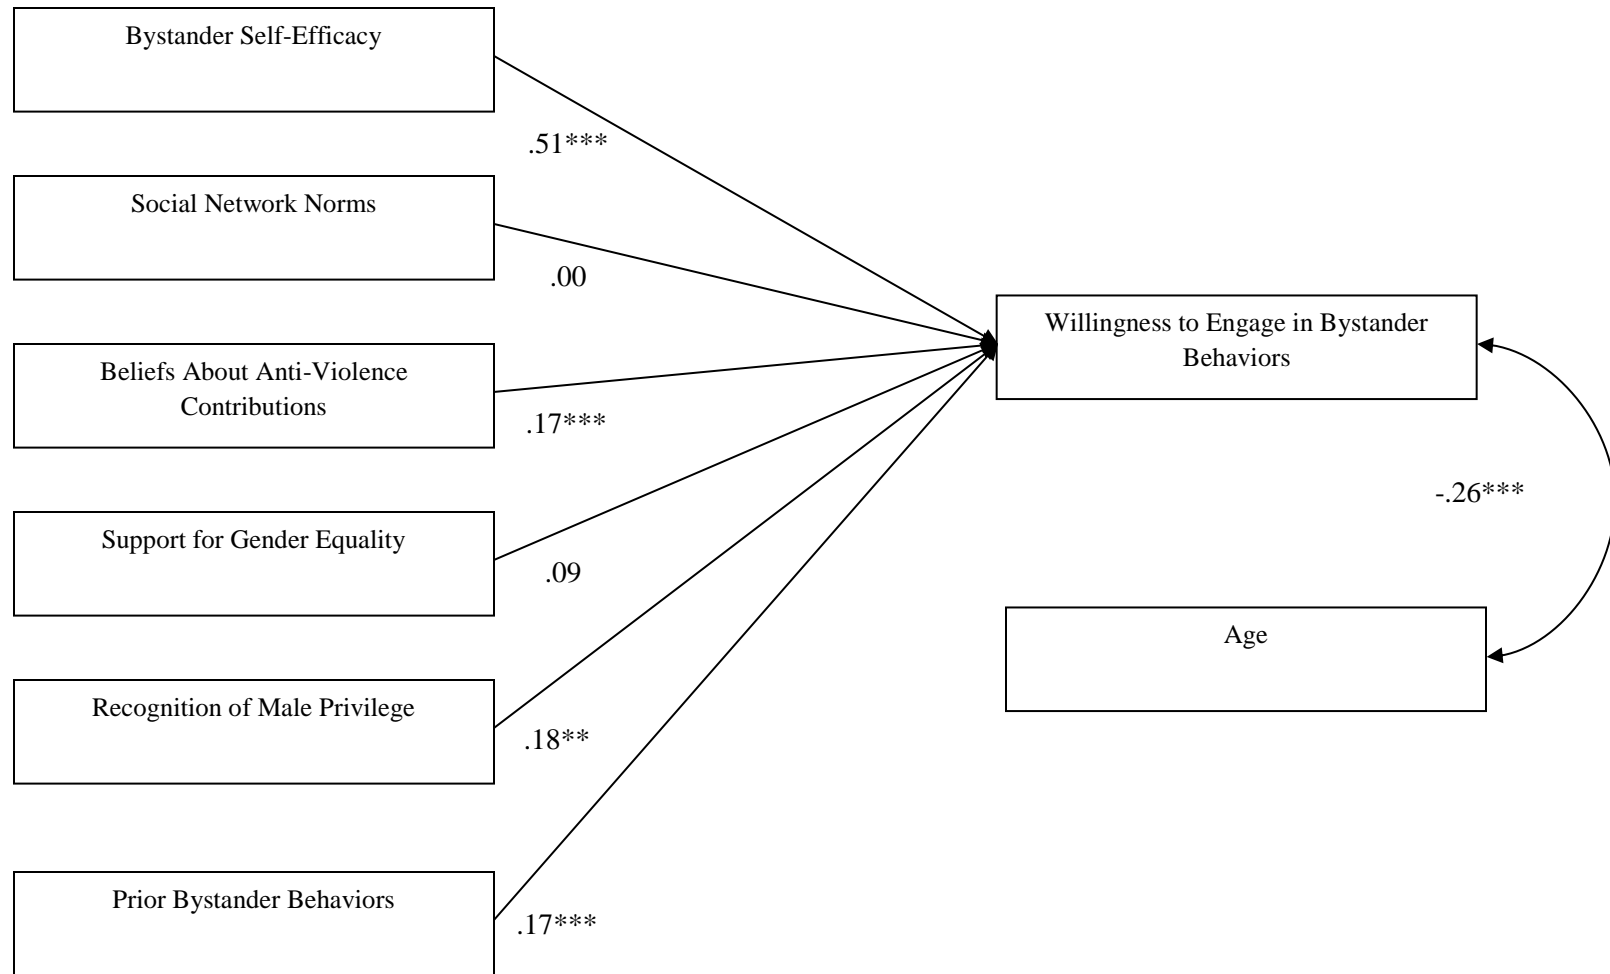 Bystander Self-Efficacy
.51***
Social Network Norms
.00
Beliefs About Anti-Violence
Contributions
.17***
Support for Gender Equality
.09
Recognition of Male Privilege
.18**
Prior Bystander Behaviors
.17***
Willingness to Engage in Bystander
Behaviors
-.26***
Age